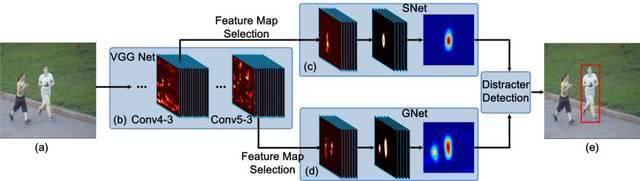 Feature Map
Selection
SNet
(c)
VGG Net
...
...
(b)
Conv4-3
Conv5-3
Distracter
Detection
GNet
Feature Map
Selection
(d)
(a)
(e)